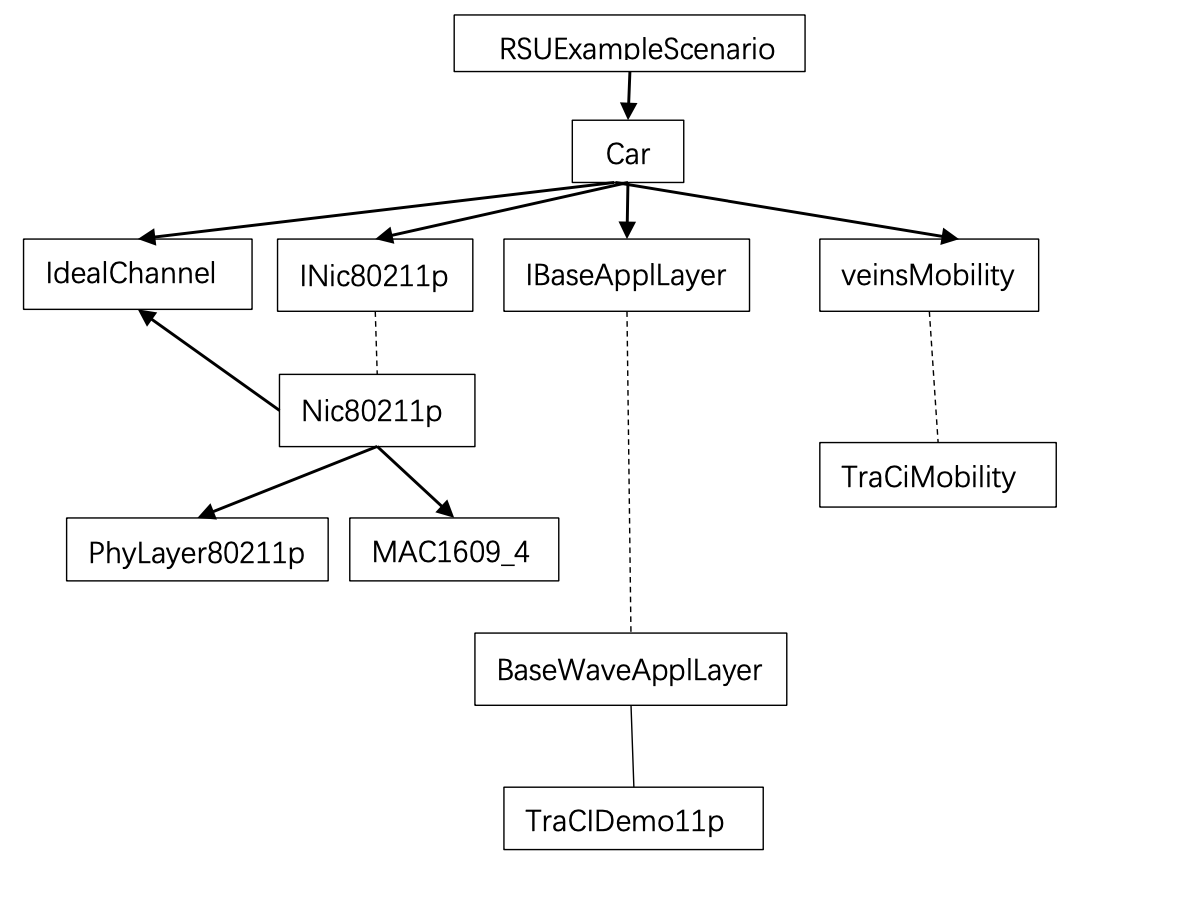 RSUExampleScenario
Car
IdealChannel
INic80211p
IBaseApplLayer
veinsMobility
Nic80211p
TraCiMobility
PhyLayer80211p
MAC1609_4
BaseWaveApplLayer
TraCIDemo11p